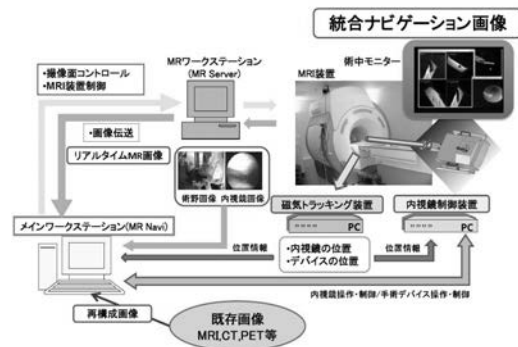 統合ナビゲーション画像
MRワークステーション
(MR Server)
MRI装置
術中モニター
・撮像面コントロール
・MRI装置制御
・画像伝送
リアルタイムMR画像
術野画像
内視鏡画像
磁気トラッキング装置
内視鏡制御装置
PC
PC
メインワークステーション(MR Navi)
位置情報
・内視鏡の位置
・デバイスの位置
位置情報
内視鏡操作・制御/手術デバイス操作・制御
再構成画像
既存画像
MRI,CT,PET等